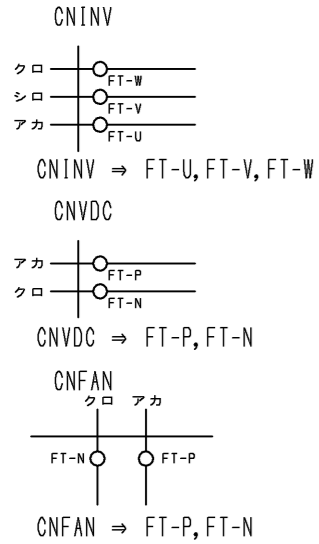 CNINV
クロ
FT-W
シロ
FT-V
アカ
FT-U
CNINV ⇒ FT-U,FT-V,FT-W
CNVDC
アカ
FT-P
クロ
FT-N
CNVDC ⇒ FT-P,FT-N
CNFAN
クロ アカ
FT-N FT-P
CNFAN ⇒ FT-P,FT-N